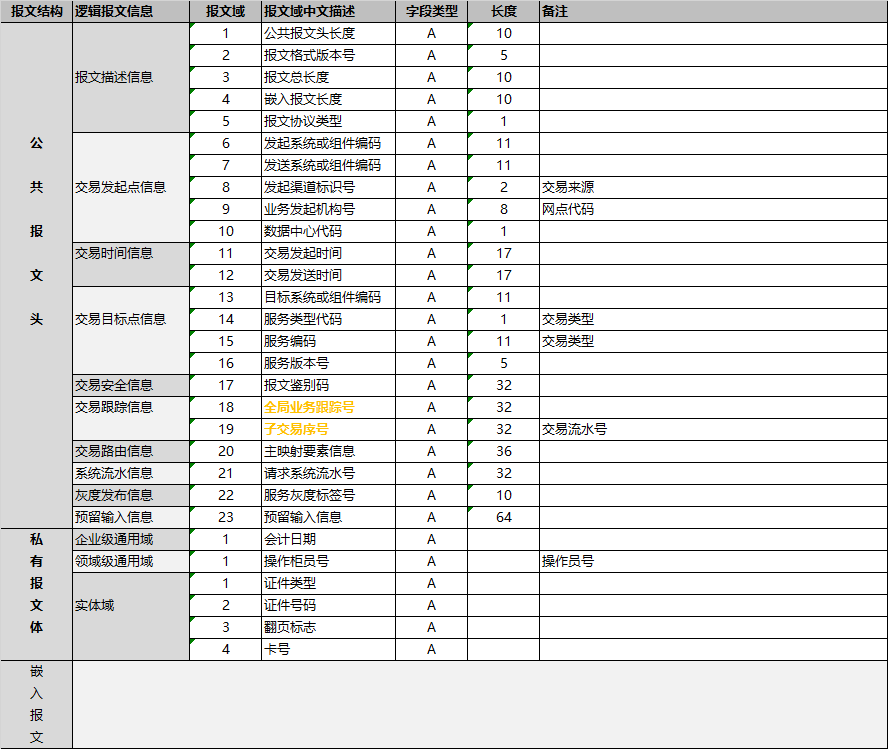 报文结构 逻辑报文信息 报文域 报文域中文描述 字段类型 长度 备注
公共报文头
报文描述信息 1 公共报文头长度 A 10
2 报文格式版本号 A 5
3 报文总长度 A 10
4 嵌入报文长度 A 10
5 报文协议类型 A 1
交易发起点信息 6 发起系统或组件编码 A 11
7 发送系统或组件编码 A 11
8 发起渠道标识号 A 2 交易来源
9 业务发起机构号 A 8 网点代码
10 数据中心代码 A 1
交易时间信息 11 交易发起时间 A 17
12 交易发送时间 A 17
交易目标点信息 13 目标系统或组件编码 A 11
14 服务类型代码 A 1 交易类型
15 服务编码 A 11 交易类型
16 服务版本号 A 5
交易安全信息 17 报文鉴别码 A 32
交易跟踪信息 18 全局业务跟踪号 A 32
19 子交易序号 A 32 交易流水号
交易路由信息 20 主映射要素信息 A 36
系统流水信息 21 请求系统流水号 A 32
灰度发布信息 22 服务灰度标签号 A 10
预留输入信息 23 预留输入信息 A 64
私有报文体
企业级通用域 1 会计日期 A
领域级通用域 1 操作柜员号 A 操作员号
实体域 1 证件类型 A
2 证件号码 A
3 翻页标志 A
4 卡号 A
嵌入报文